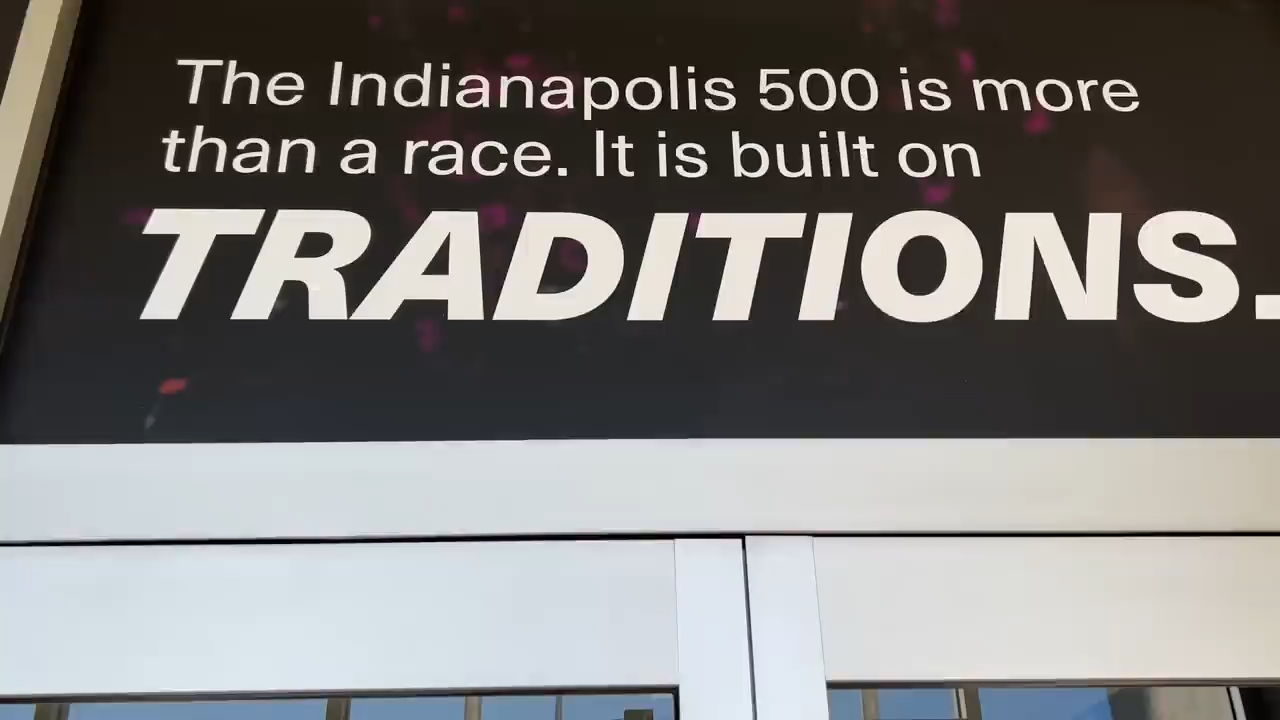 The Indianapolis 500 is more
than a race. It is built on
TRADITIONS.